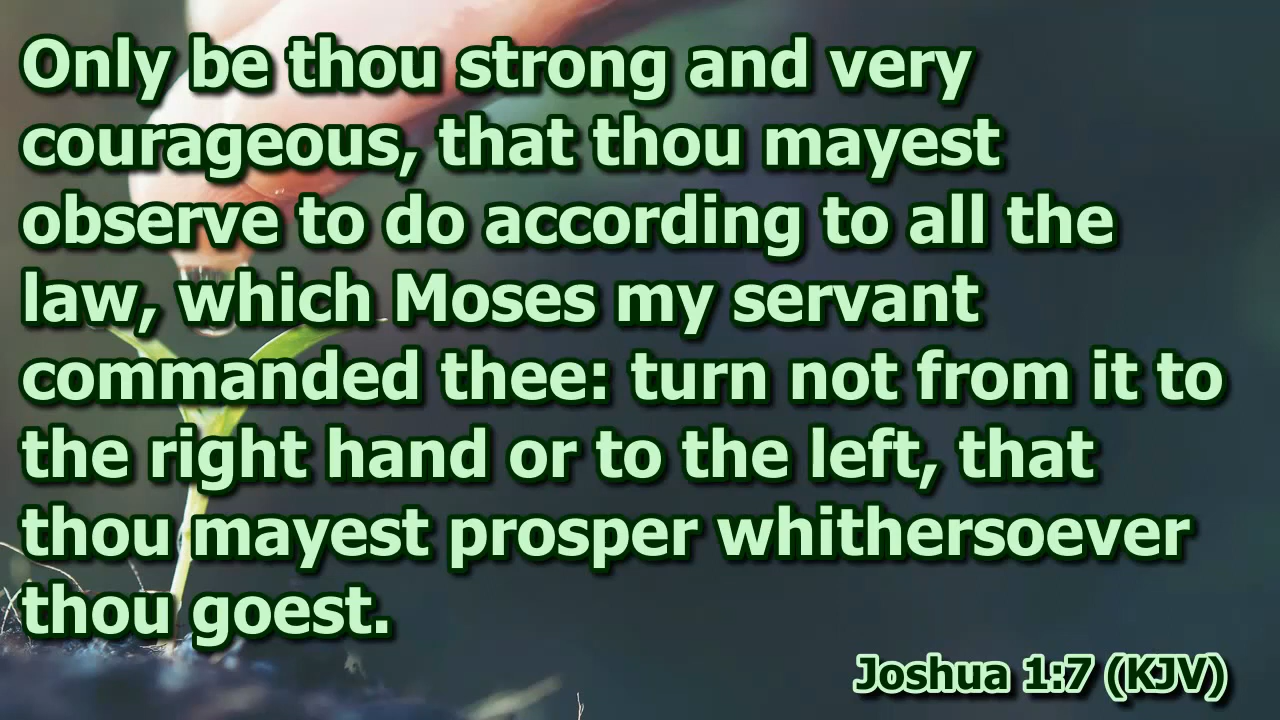 Only be thou strong and very
courageous, that thou mayest
observe to do according to all the
law, which Moses my servant
commanded thee: turn not from it to
the right hand or to the left, that
thou mayest prosper whithersoever
thou goest.
Joshua 1:7 (KJV)